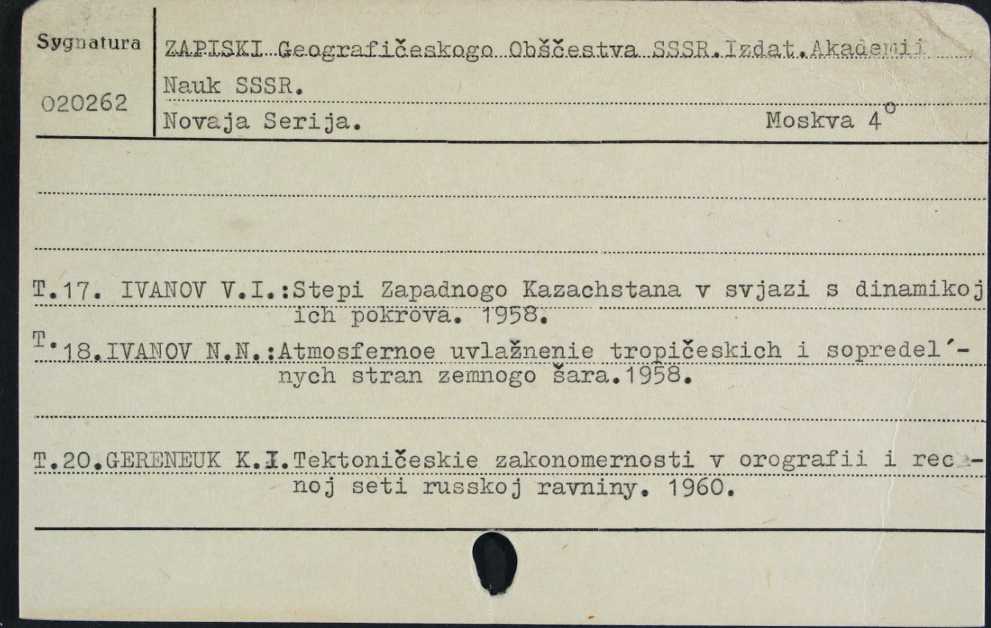 Sygnatura
020262
ZAPISKI Geografičeskogo Obščestva SSSR.Izdat.Akademii
Nauk SSSR.
Novaja Serija. Moskva 4°
T.17. IVANOV V.I.:Stepi Zapadnogo Kazachstana v svjazi s dinamikoj
ich pokrova. 1958.
T.18.IVANOV N.N.:Atmosfernoe uvlažnenie tropičeskich i sopredel´-
nych stran zemnogo šara.1958.
T.20.GERENEUK K.I.Tektoničeskie zakonomernosti v orografii i
noj seti russkoj ravniny. 1960.